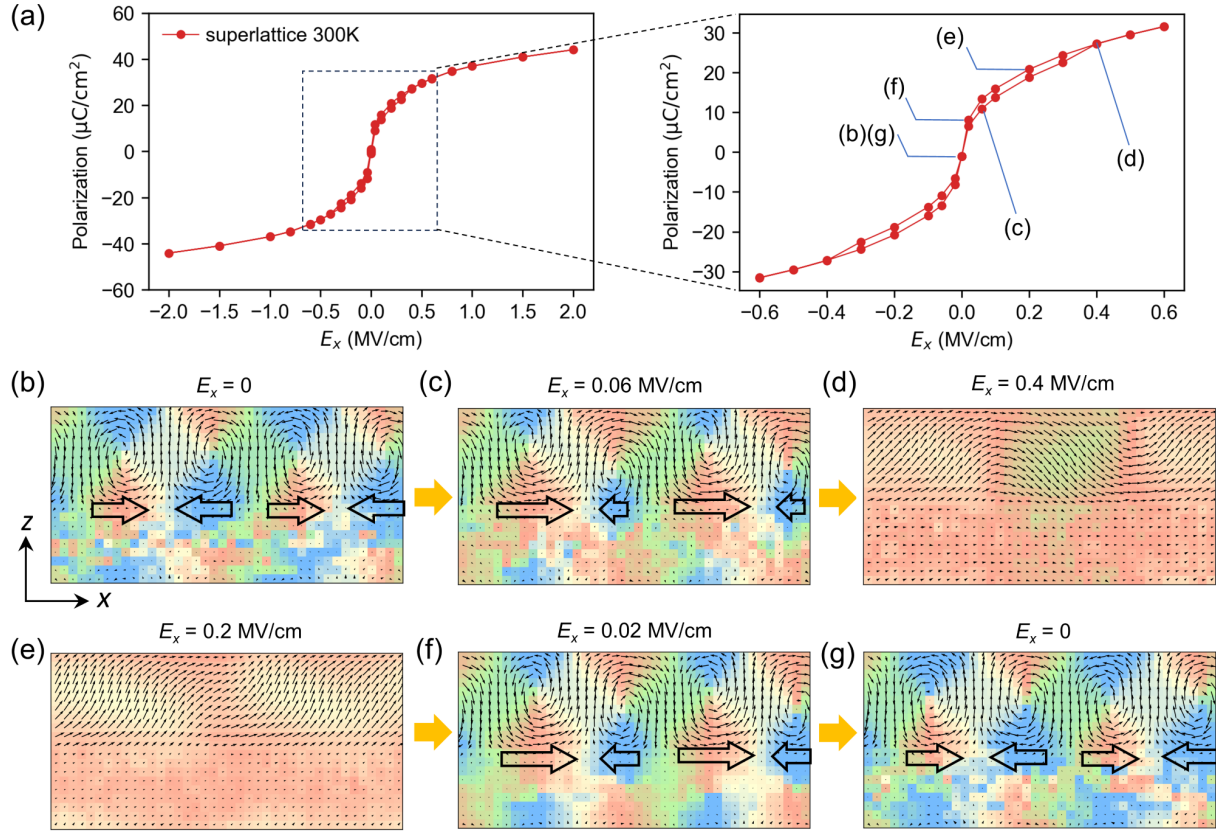 (a)
superlattice 300K
Polarization (μC/cm²)
60
40
20
0
−20
−40
−60
−2.0 −1.5 −1.0 −0.5 0.0 0.5 1.0 1.5 2.0
Eₓ (MV/cm)
Polarization (μC/cm²)
30
20
10
0
−10
−20
−30
−0.6 −0.4 −0.2 0.0 0.2 0.4 0.6
Eₓ (MV/cm)
(e)
(f)
(b)(g)
(d)
(c)
(b)
Eₓ = 0
(c)
Eₓ = 0.06 MV/cm
(d)
Eₓ = 0.4 MV/cm
z
x
(e)
Eₓ = 0.2 MV/cm
(f)
Eₓ = 0.02 MV/cm
(g)
Eₓ = 0